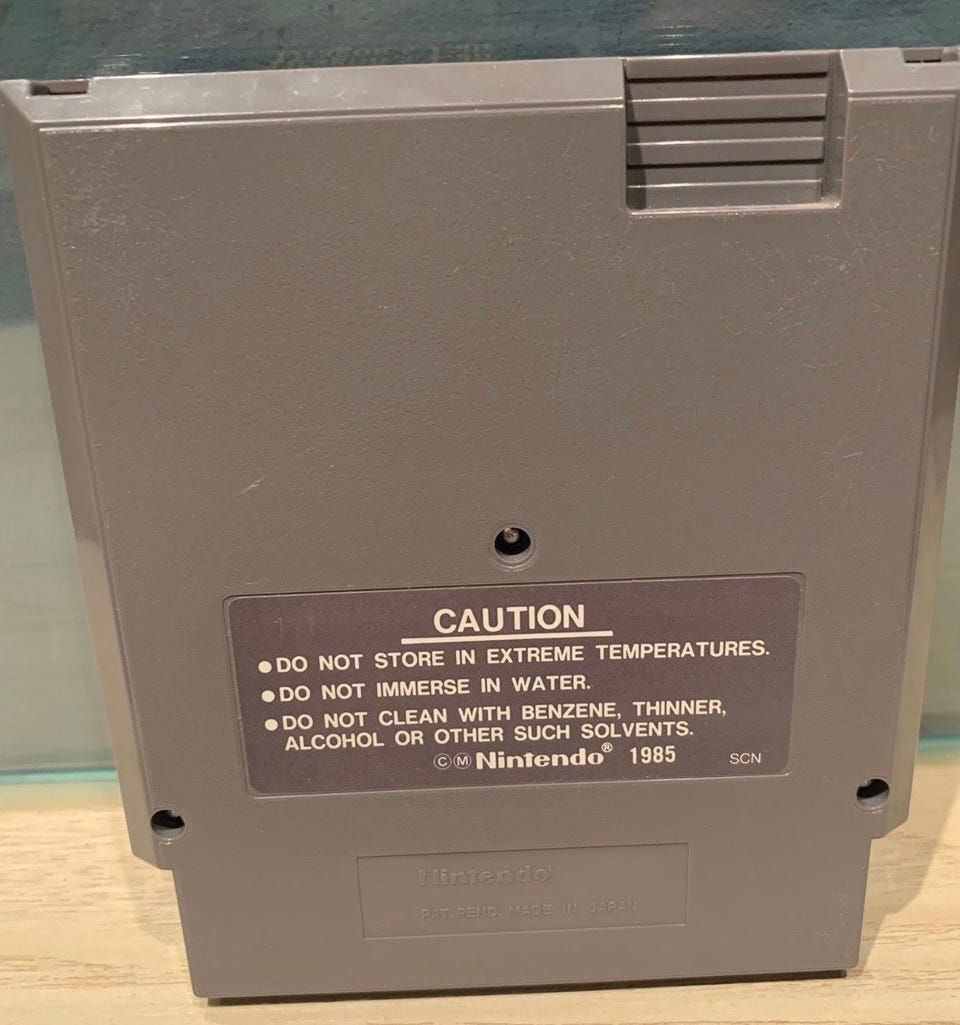 CAUTION
●DO NOT STORE IN EXTREME TEMPERATURES.
●DO NOT IMMERSE IN WATER.
●DO NOT CLEAN WITH BENZENE, THINNER,
ALCOHOL OR OTHER SUCH SOLVENTS.
©Ⓜ Nintendo® 1985 SCN
Nintendo®
PAT. PEND. MADE IN JAPAN